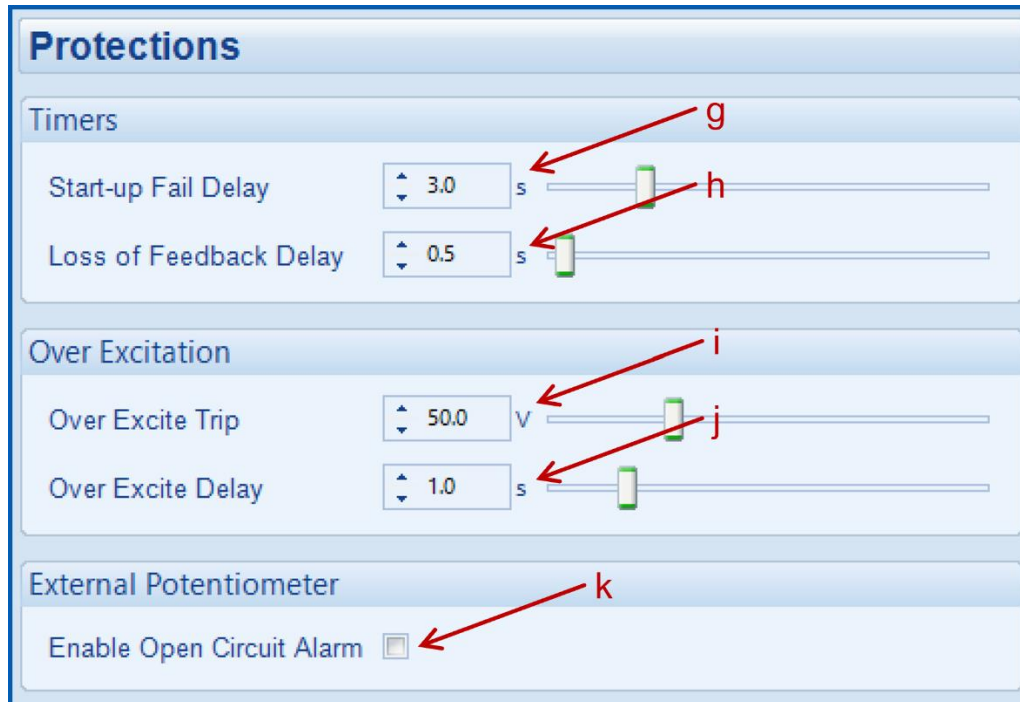 Protections
Timers
g
Start-up Fail Delay 3.0 s
h
Loss of Feedback Delay 0.5 s
Over Excitation
i
Over Excite Trip 50.0 V
j
Over Excite Delay 1.0 s
External Potentiometer
k
Enable Open Circuit Alarm